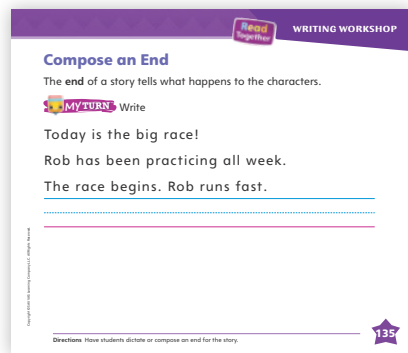 Read
Together
WRITING WORKSHOP
Compose an End
The end of a story tells what happens to the characters.
MY TURN Write
Today is the big race!
Rob has been practicing all week.
The race begins. Rob runs fast.
135
Directions Have students dictate or compose an end for the story.